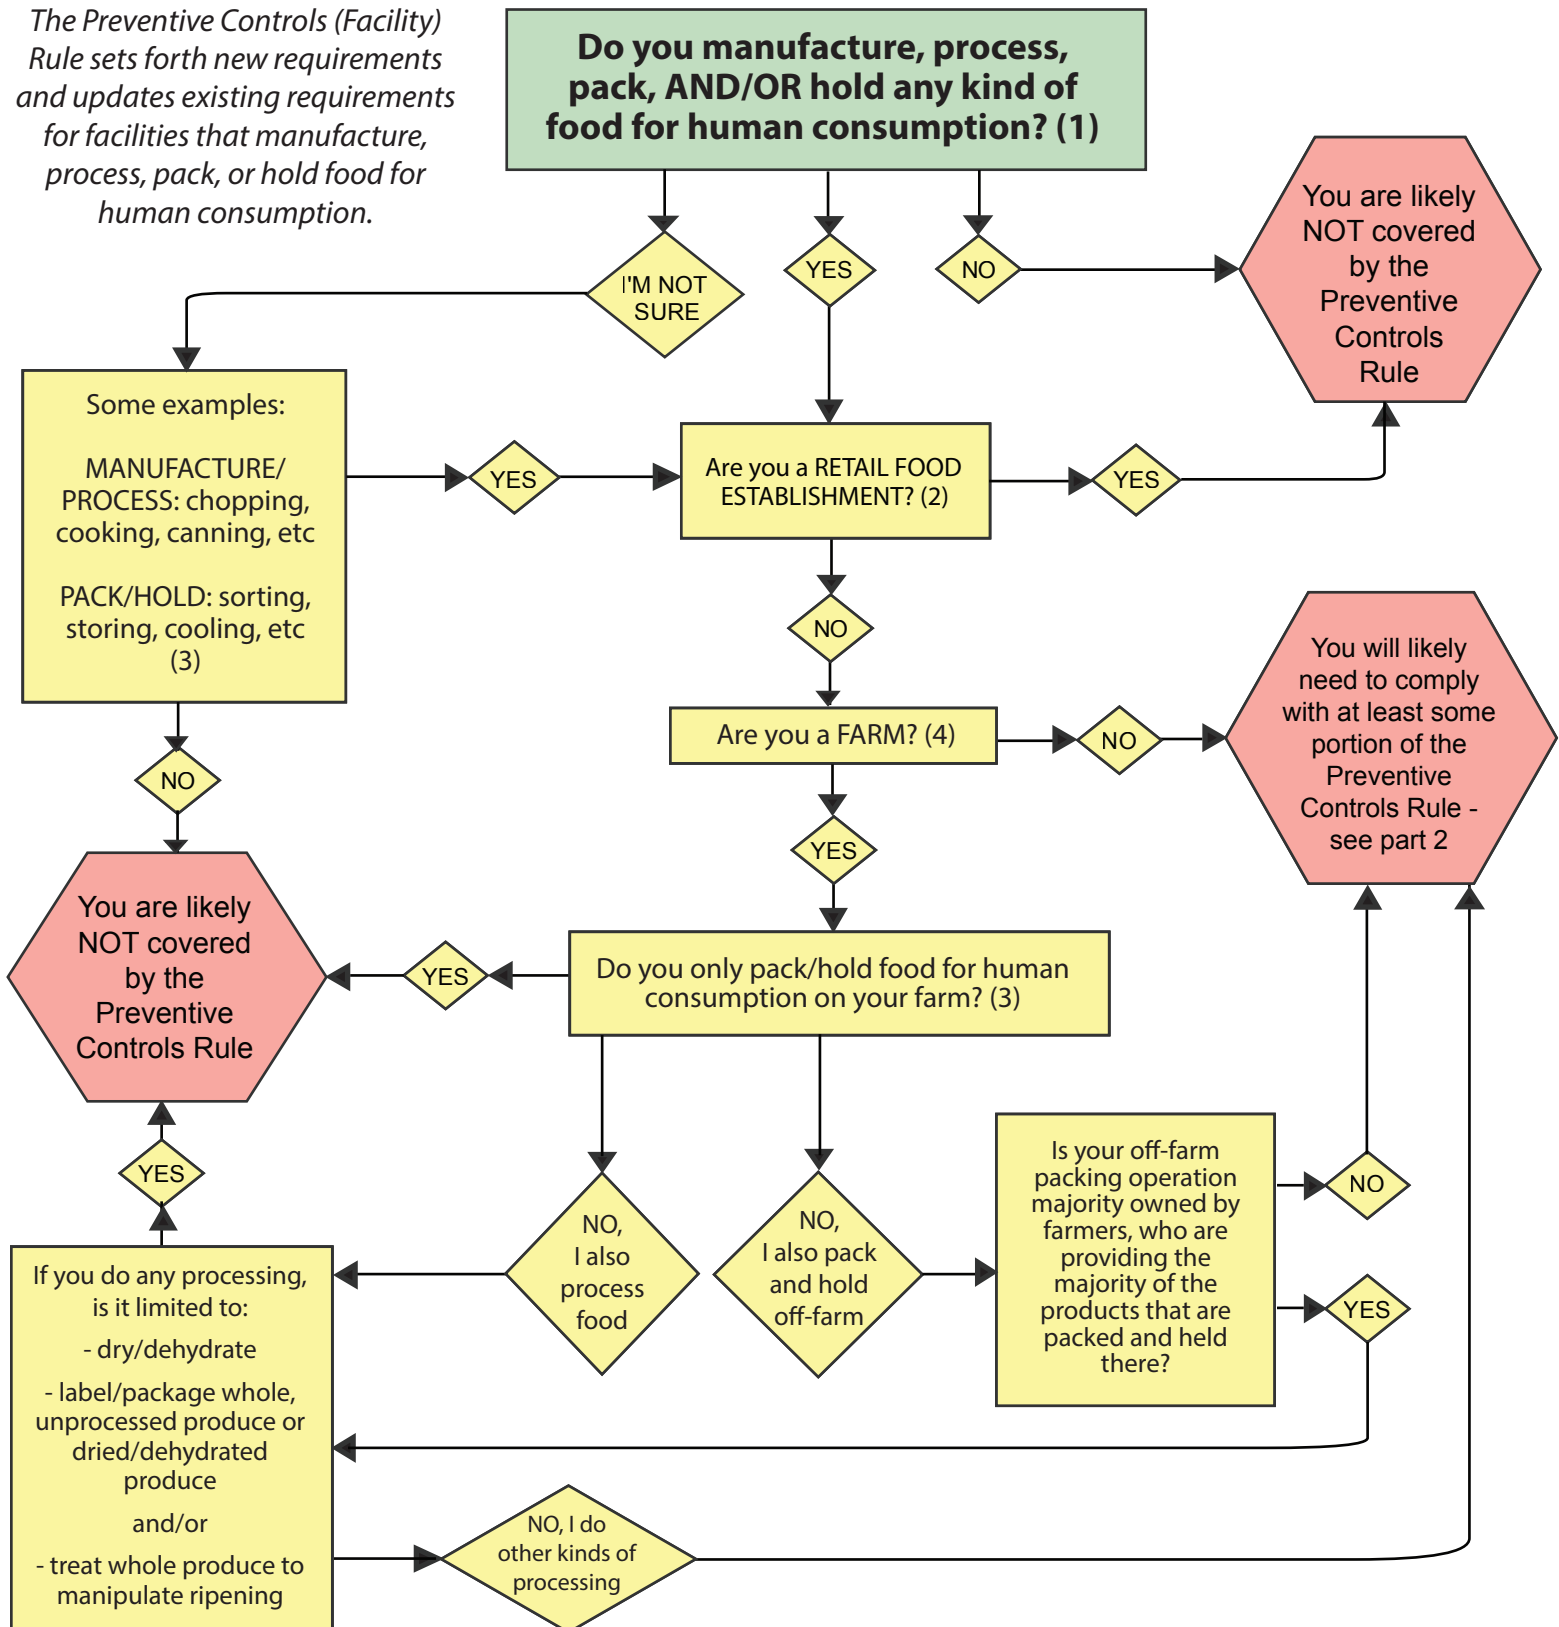 The Preventive Controls (Facility)
Rule sets forth new requirements
and updates existing requirements
for facilities that manufacture,
process, pack, or hold food for
human consumption.
Do you manufacture, process,
pack, AND/OR hold any kind of
food for human consumption? (1)
I'M NOT
SURE
YES
NO
You are likely
NOT covered
by the
Preventive
Controls
Rule
Some examples:
MANUFACTURE/
PROCESS: chopping,
cooking, canning, etc
PACK/HOLD: sorting,
storing, cooling, etc
(3)
YES
Are you a RETAIL FOOD
ESTABLISHMENT? (2)
YES
NO
NO
Are you a FARM? (4)
NO
You will likely
need to comply
with at least some
portion of the
Preventive
Controls Rule -
see part 2
YES
You are likely
NOT covered
by the
Preventive
Controls Rule
YES
Do you only pack/hold food for human
consumption on your farm? (3)
YES
NO,
I also
process
food
NO,
I also pack
and hold
off-farm
Is your off-farm
packing operation
majority owned by
farmers, who are
providing the
majority of the
products that are
packed and held
there?
NO
YES
If you do any processing,
is it limited to:
- dry/dehydrate
- label/package whole,
unprocessed produce or
dried/dehydrated
produce
and/or
- treat whole produce to
manipulate ripening
NO, I do
other kinds of
processing